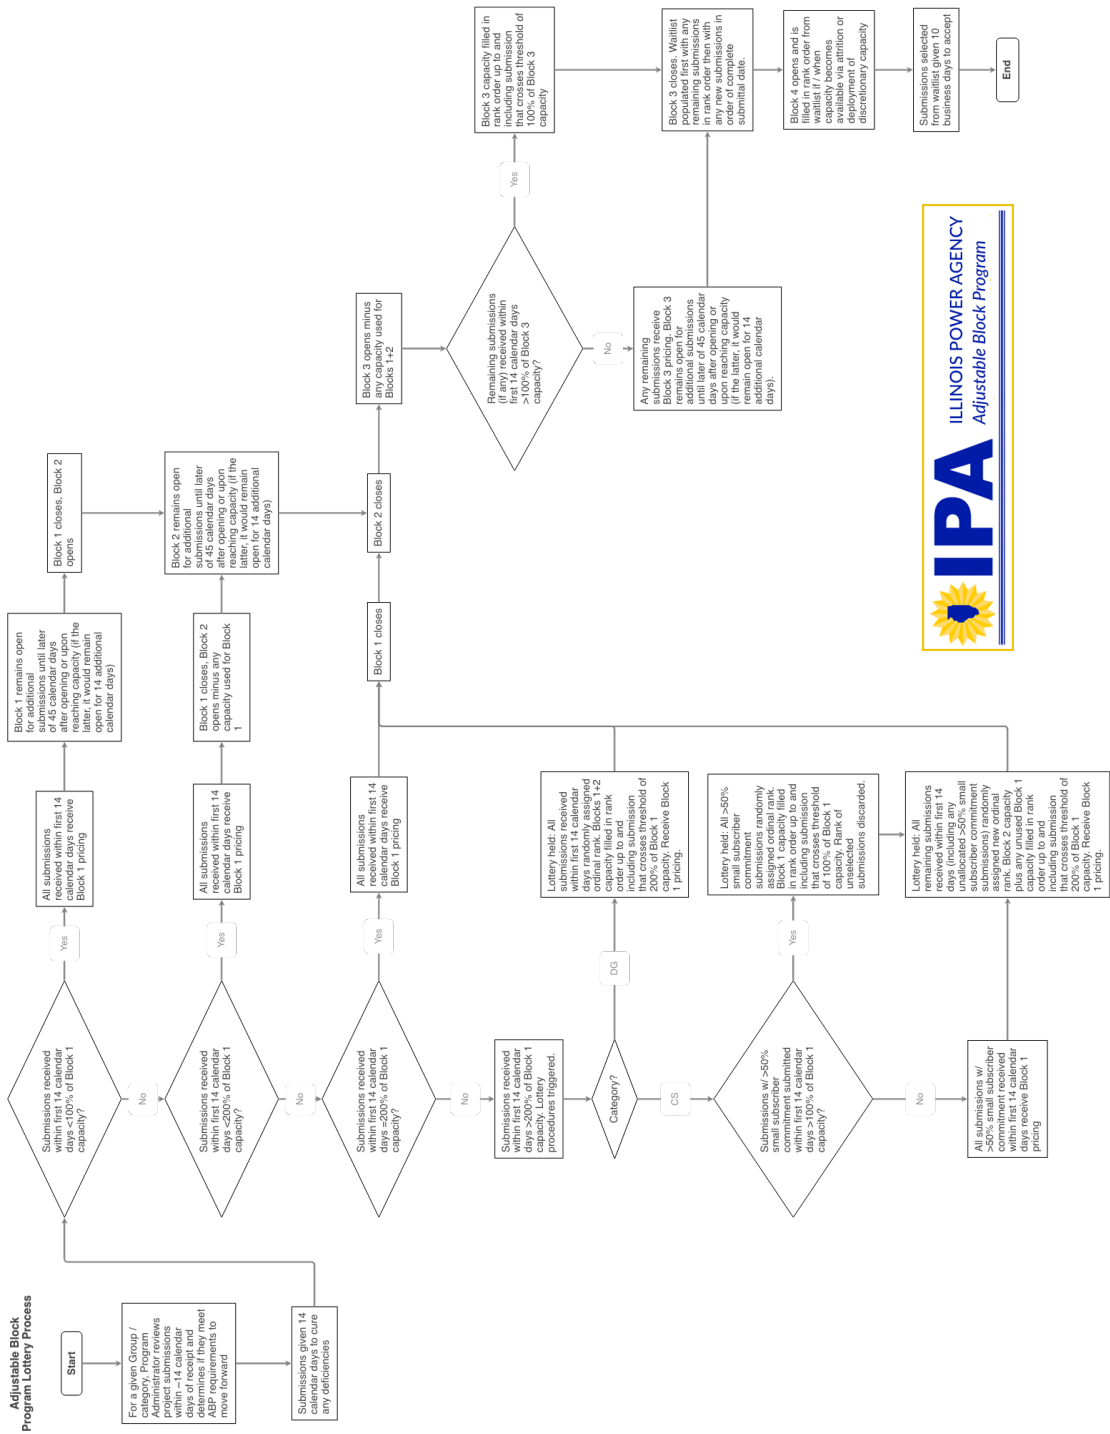 Adjustable Block
Program Lottery Process
Start
For a given Group /
category, Program
Administrator reviews
project submissions
within ~14 calendar
days of receipt and
determines if they meet
ABP requirements to
move forward
Submissions given 14
calendar days to cure
any deficiencies
Submissions received
within first 14 calendar
days <100% of Block 1
capacity?
Yes
All submissions
received within first 14
calendar days receive
Block 1 pricing
Block 1 remains open
for additional
submissions until later
of 45 calendar days
after opening or upon
reaching capacity (if the
latter, it would remain
open for 14 additional
calendar days)
Block 1 closes, Block 2
opens
No
Submissions received
within first 14 calendar
days <200% of Block 1
capacity?
Yes
All submissions
received within first 14
calendar days receive
Block 1 pricing
Block 1 closes, Block 2
opens minus any
capacity used for Block
1
Block 2 remains open
for additional
submissions until later
of 45 calendar days
after opening or upon
reaching capacity (if the
latter, it would remain
open for 14 additional
calendar days)
No
Submissions received
within first 14 calendar
days =200% of Block 1
capacity?
Yes
All submissions
received within first 14
calendar days receive
Block 1 pricing
Block 1 closes
Block 2 closes
Block 3 opens minus
any capacity used for
Blocks 1+2
No
Submissions received
within first 14 calendar
days >200% of Block 1
capacity. Lottery
procedures triggered.
Category?
DG
Lottery held: All
submissions received
within first 14 calendar
days randomly assigned
ordinal rank. Blocks 1+2
capacity filled in rank
order up to and
including submission
that crosses threshold of
200% of Block 1
capacity. Receive Block
1 pricing.
CS
Submissions w/ >50%
small subscriber
commitment submitted
within first 14 calendar
days >100% of Block 1
capacity?
Yes
Lottery held: All >50%
small subscriber
commitment
submissions randomly
assigned ordinal rank.
Block 1 capacity filled
in rank order up to and
including submission
that crosses threshold
of 100% of Block 1
capacity. Rank of
unselected
submissions discarded.
No
All submissions w/
>50% small subscriber
commitment received
within first 14 calendar
days receive Block 1
pricing
Lottery held: All
remaining submissions
received within first 14
days (including any
unallocated >50% small
subscriber commitment
submissions) randomly
assigned new ordinal
rank. Block 2 capacity
plus any unused Block 1
capacity filled in rank
order up to and
including submission
that crosses threshold of
200% of Block 1
capacity. Receive Block
1 pricing.
Remaining submissions
(if any) received within
first 14 calendar days
>100% of Block 3
capacity?
Yes
Block 3 capacity filled in
rank order up to and
including submission
that crosses threshold of
100% of Block 3
capacity
No
Any remaining
submissions receive
Block 3 pricing. Block 3
remains open for
additional submissions
until later of 45 calendar
days after opening or
upon reaching capacity
(if the latter, it would
remain open for 14
additional calendar
days).
Block 3 closes. Waitlist
populated first with any
remaining submissions
in rank order then with
any new submissions in
order of complete
submittal date.
Block 4 opens and is
filled in rank order from
waitlist if / when
capacity becomes
available via attrition or
deployment of
discretionary capacity
Submissions selected
from waitlist given 10
business days to accept
End
IPA
ILLINOIS POWER AGENCY
Adjustable Block Program